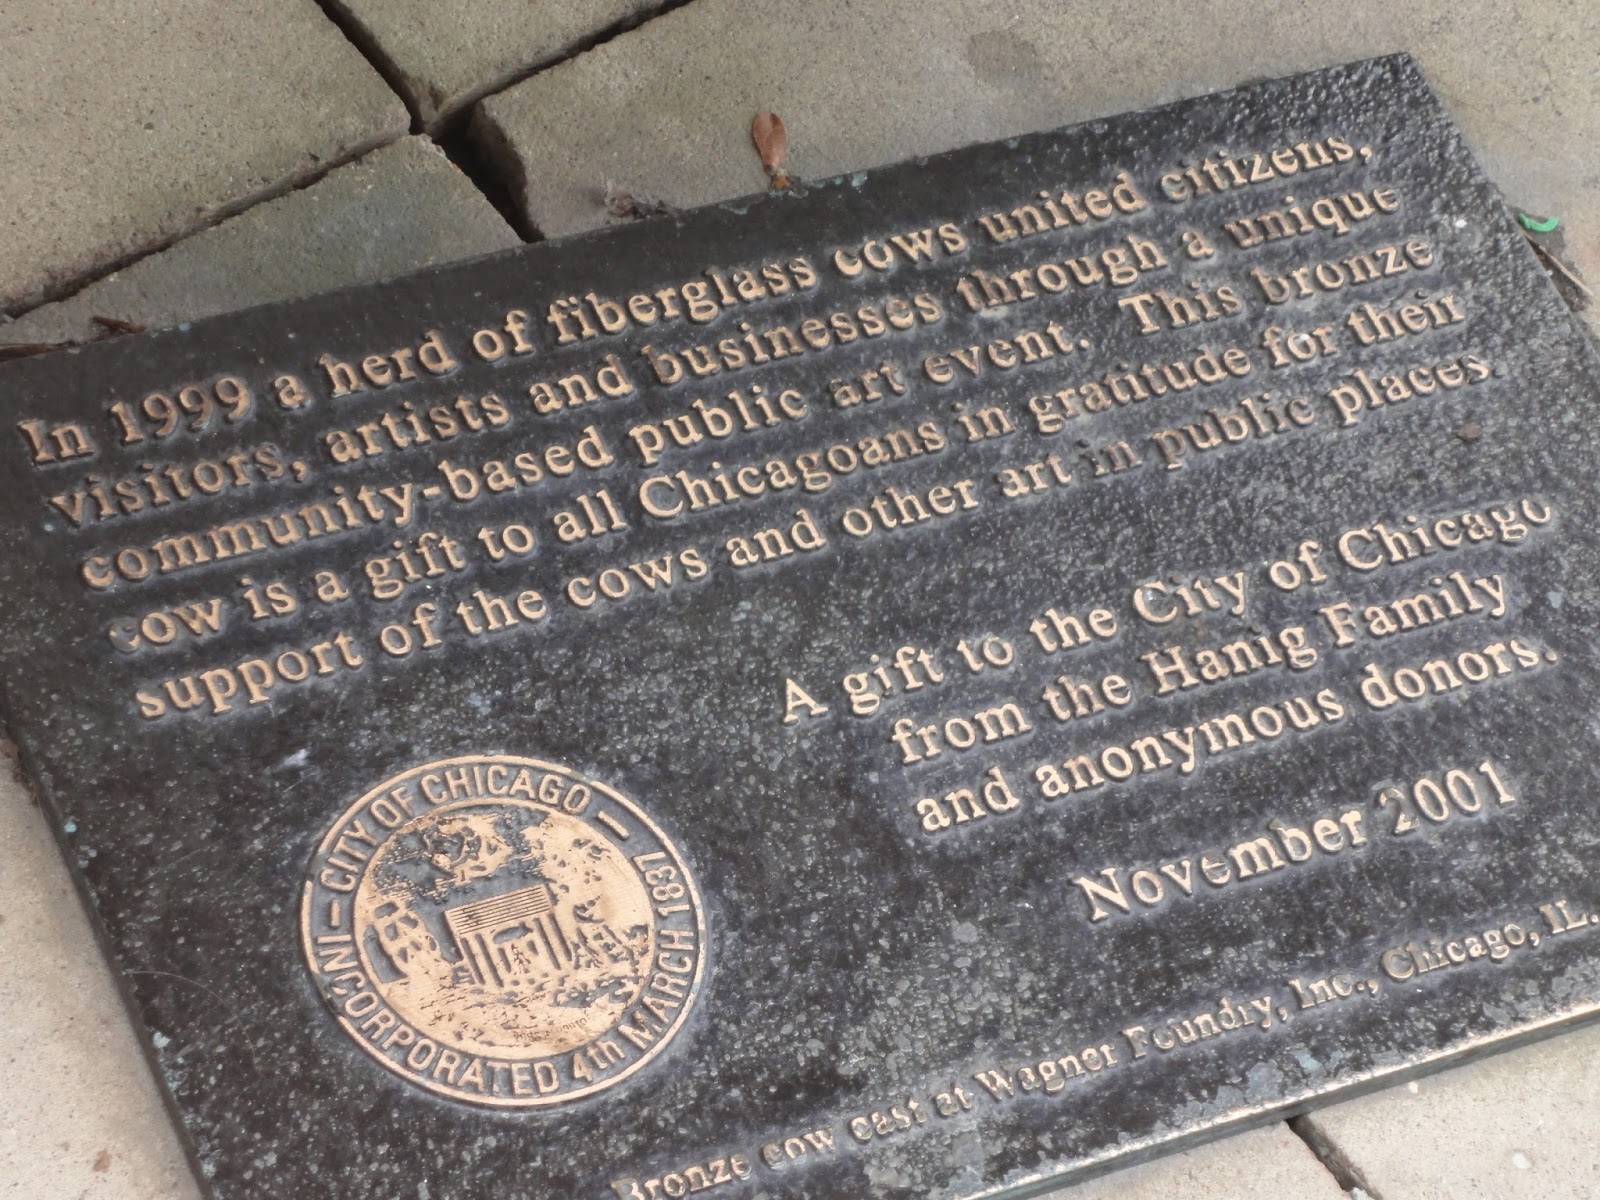 In 1999 a herd of fiberglass cows united citizens,
visitors, artists and businesses through a unique
community-based public art event. This bronze
cow is a gift to all Chicagoans in gratitude for their
support of the cows and other art in public places.
A gift to the City of Chicago
from the Hanig Family
and anonymous donors.
November 2001
CITY OF CHICAGO
INCORPORATED 4th MARCH 1837
Bronze cow cast at Wagner Foundry, Inc., Chicago, IL.